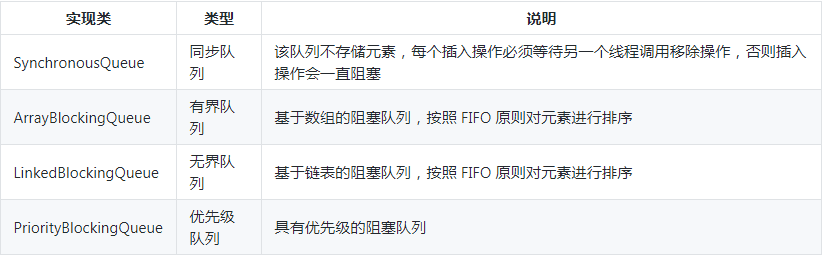 实现类 类型 说明
SynchronousQueue 同步队列 该队列不存储元素，每个插入操作必须等待另一个线程调用移除操作，否则插入操作会一直阻塞
ArrayBlockingQueue 有界队列 基于数组的阻塞队列，按照 FIFO 原则对元素进行排序
LinkedBlockingQueue 无界队列 基于链表的阻塞队列，按照 FIFO 原则对元素进行排序
PriorityBlockingQueue 优先级队列 具有优先级的阻塞队列